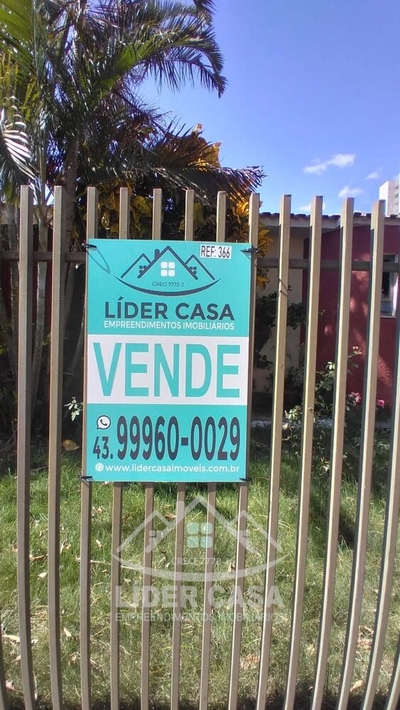 REF: 366
CRECI 7772-J
LÍDER CASA
EMPREENDIMENTOS IMOBILIÁRIOS
VENDE
43. 99960-0029
www.lídercasaimoveis.com.br
LÍDER CASA
EMPREENDIMENTOS IMOBILIÁRIOS